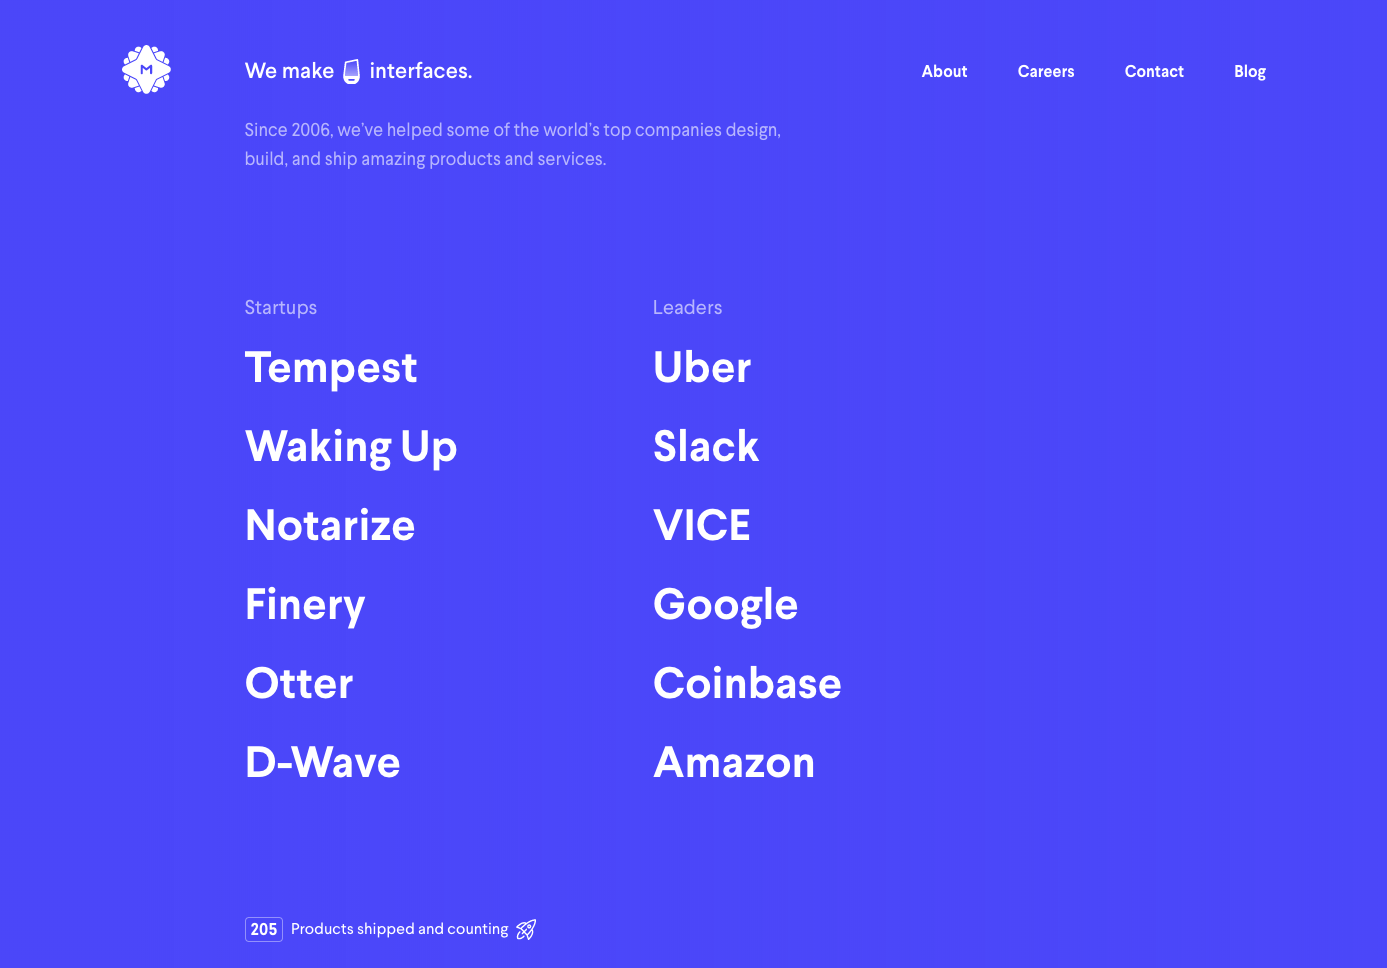 M
We make interfaces.
About
Careers
Contact
Blog
Since 2006, we’ve helped some of the world’s top companies design,
build, and ship amazing products and services.
Startups
Tempest
Waking Up
Notarize
Finery
Otter
D-Wave
Leaders
Uber
Slack
VICE
Google
Coinbase
Amazon
205 Products shipped and counting